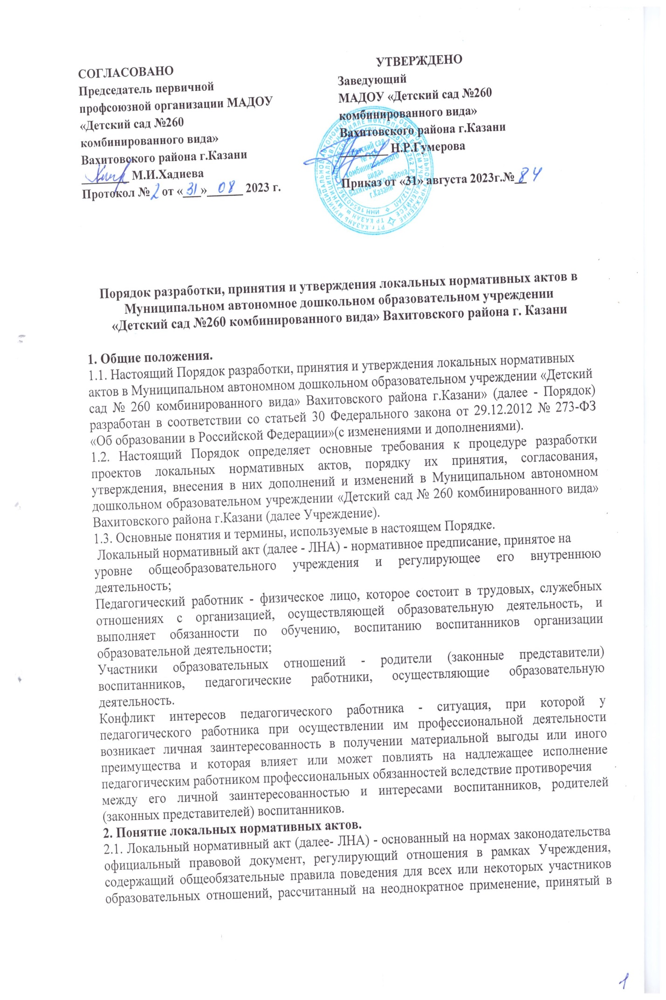 СОГЛАСОВАНО
Председатель первичной
профсоюзной организации МАДОУ
«Детский сад №260
комбинированного вида»
Вахитовского района г.Казани
________ М.И.Хадиева
Протокол № 2 от «31» 08 2023 г.
УТВЕРЖДЕНО
Заведующий
МАДОУ «Детский сад №260
комбинированного вида»
Вахитовского района г.Казани
________ Н.Р.Гумерова
Приказ от «31» августа 2023г.№ 84
Детский сад
комбинированного
вида»
Вахитовского района
г.Казани
Порядок разработки, принятия и утверждения локальных нормативных актов в
Муниципальном автономное дошкольном образовательном учреждении
«Детский сад №260 комбинированного вида» Вахитовского района г. Казани
1. Общие положения.
1.1. Настоящий Порядок разработки, принятия и утверждения локальных нормативных
актов в Муниципальном автономном дошкольном образовательном учреждении «Детский
сад № 260 комбинированного вида» Вахитовского района г.Казани» (далее - Порядок)
разработан в соответствии со статьей 30 Федерального закона от 29.12.2012 № 273-ФЗ
«Об образовании в Российской Федерации»(с изменениями и дополнениями).
1.2. Настоящий Порядок определяет основные требования к процедуре разработки
проектов локальных нормативных актов, порядку их принятия, согласования,
утверждения, внесения в них дополнений и изменений в Муниципальном автономном
дошкольном образовательном учреждении «Детский сад № 260 комбинированного вида»
Вахитовского района г.Казани (далее Учреждение).
1.3. Основные понятия и термины, используемые в настоящем Порядке.
Локальный нормативный акт (далее - ЛНА) - нормативное предписание, принятое на
уровне общеобразовательного учреждения и регулирующее его внутреннюю
деятельность;
Педагогический работник - физическое лицо, которое состоит в трудовых, служебных
отношениях с организацией, осуществляющей образовательную деятельность, и
выполняет обязанности по обучению, воспитанию воспитанников организации
образовательной деятельности;
Участники образовательных отношений - родители (законные представители)
воспитанников, педагогические работники, осуществляющие образовательную
деятельность.
Конфликт интересов педагогического работника - ситуация, при которой у
педагогического работника при осуществлении им профессиональной деятельности
возникает личная заинтересованность в получении материальной выгоды или иного
преимущества и которая влияет или может повлиять на надлежащее исполнение
педагогическим работником профессиональных обязанностей вследствие противоречия
между его личной заинтересованностью и интересами воспитанников, родителей
(законных представителей) воспитанников.
2. Понятие локальных нормативных актов.
2.1. Локальный нормативный акт (далее- ЛНА) - основанный на нормах законодательства
официальный правовой документ, регулирующий отношения в рамках Учреждения,
содержащий общеобязательные правила поведения для всех или некоторых участников
образовательных отношений, рассчитанный на неоднократное применение, принятый в
1